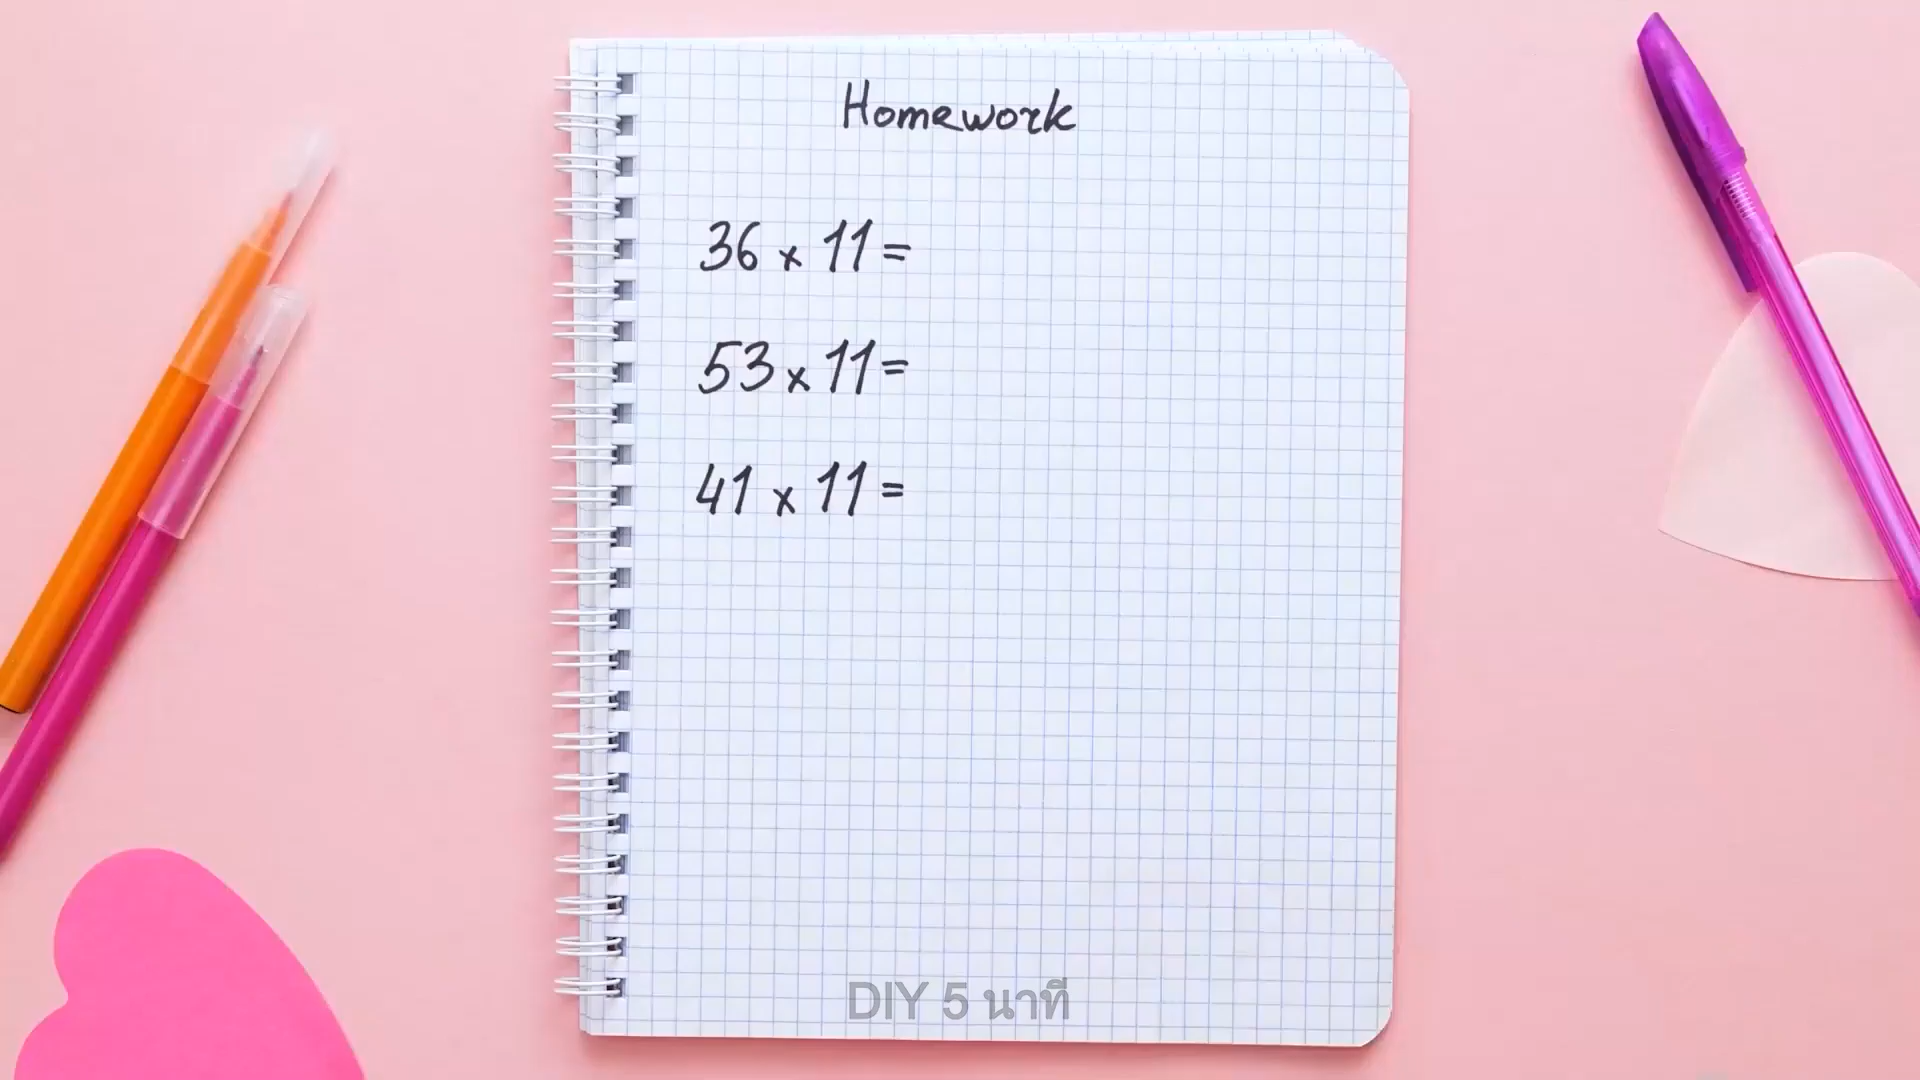 Homework
36 x 11 =
53 x 11 =
41 x 11 =
DIY 5 นาที